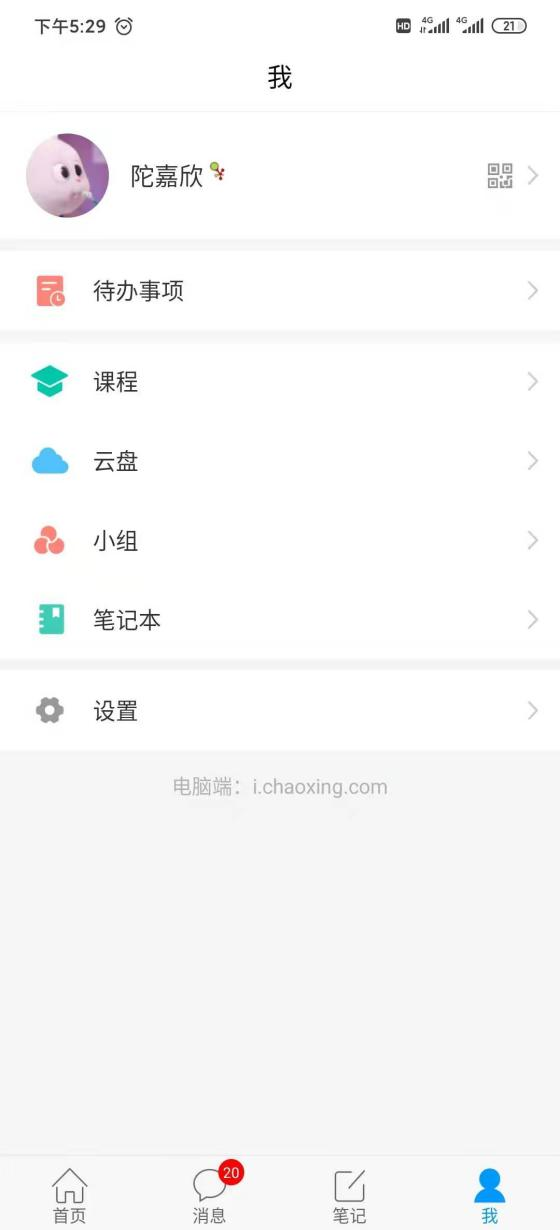 下午5:29
HD 4G 4G 21
我
陀嘉欣
待办事项
课程
云盘
小组
笔记本
设置
电脑端：i.chaoxing.com
20
首页 消息 笔记 我